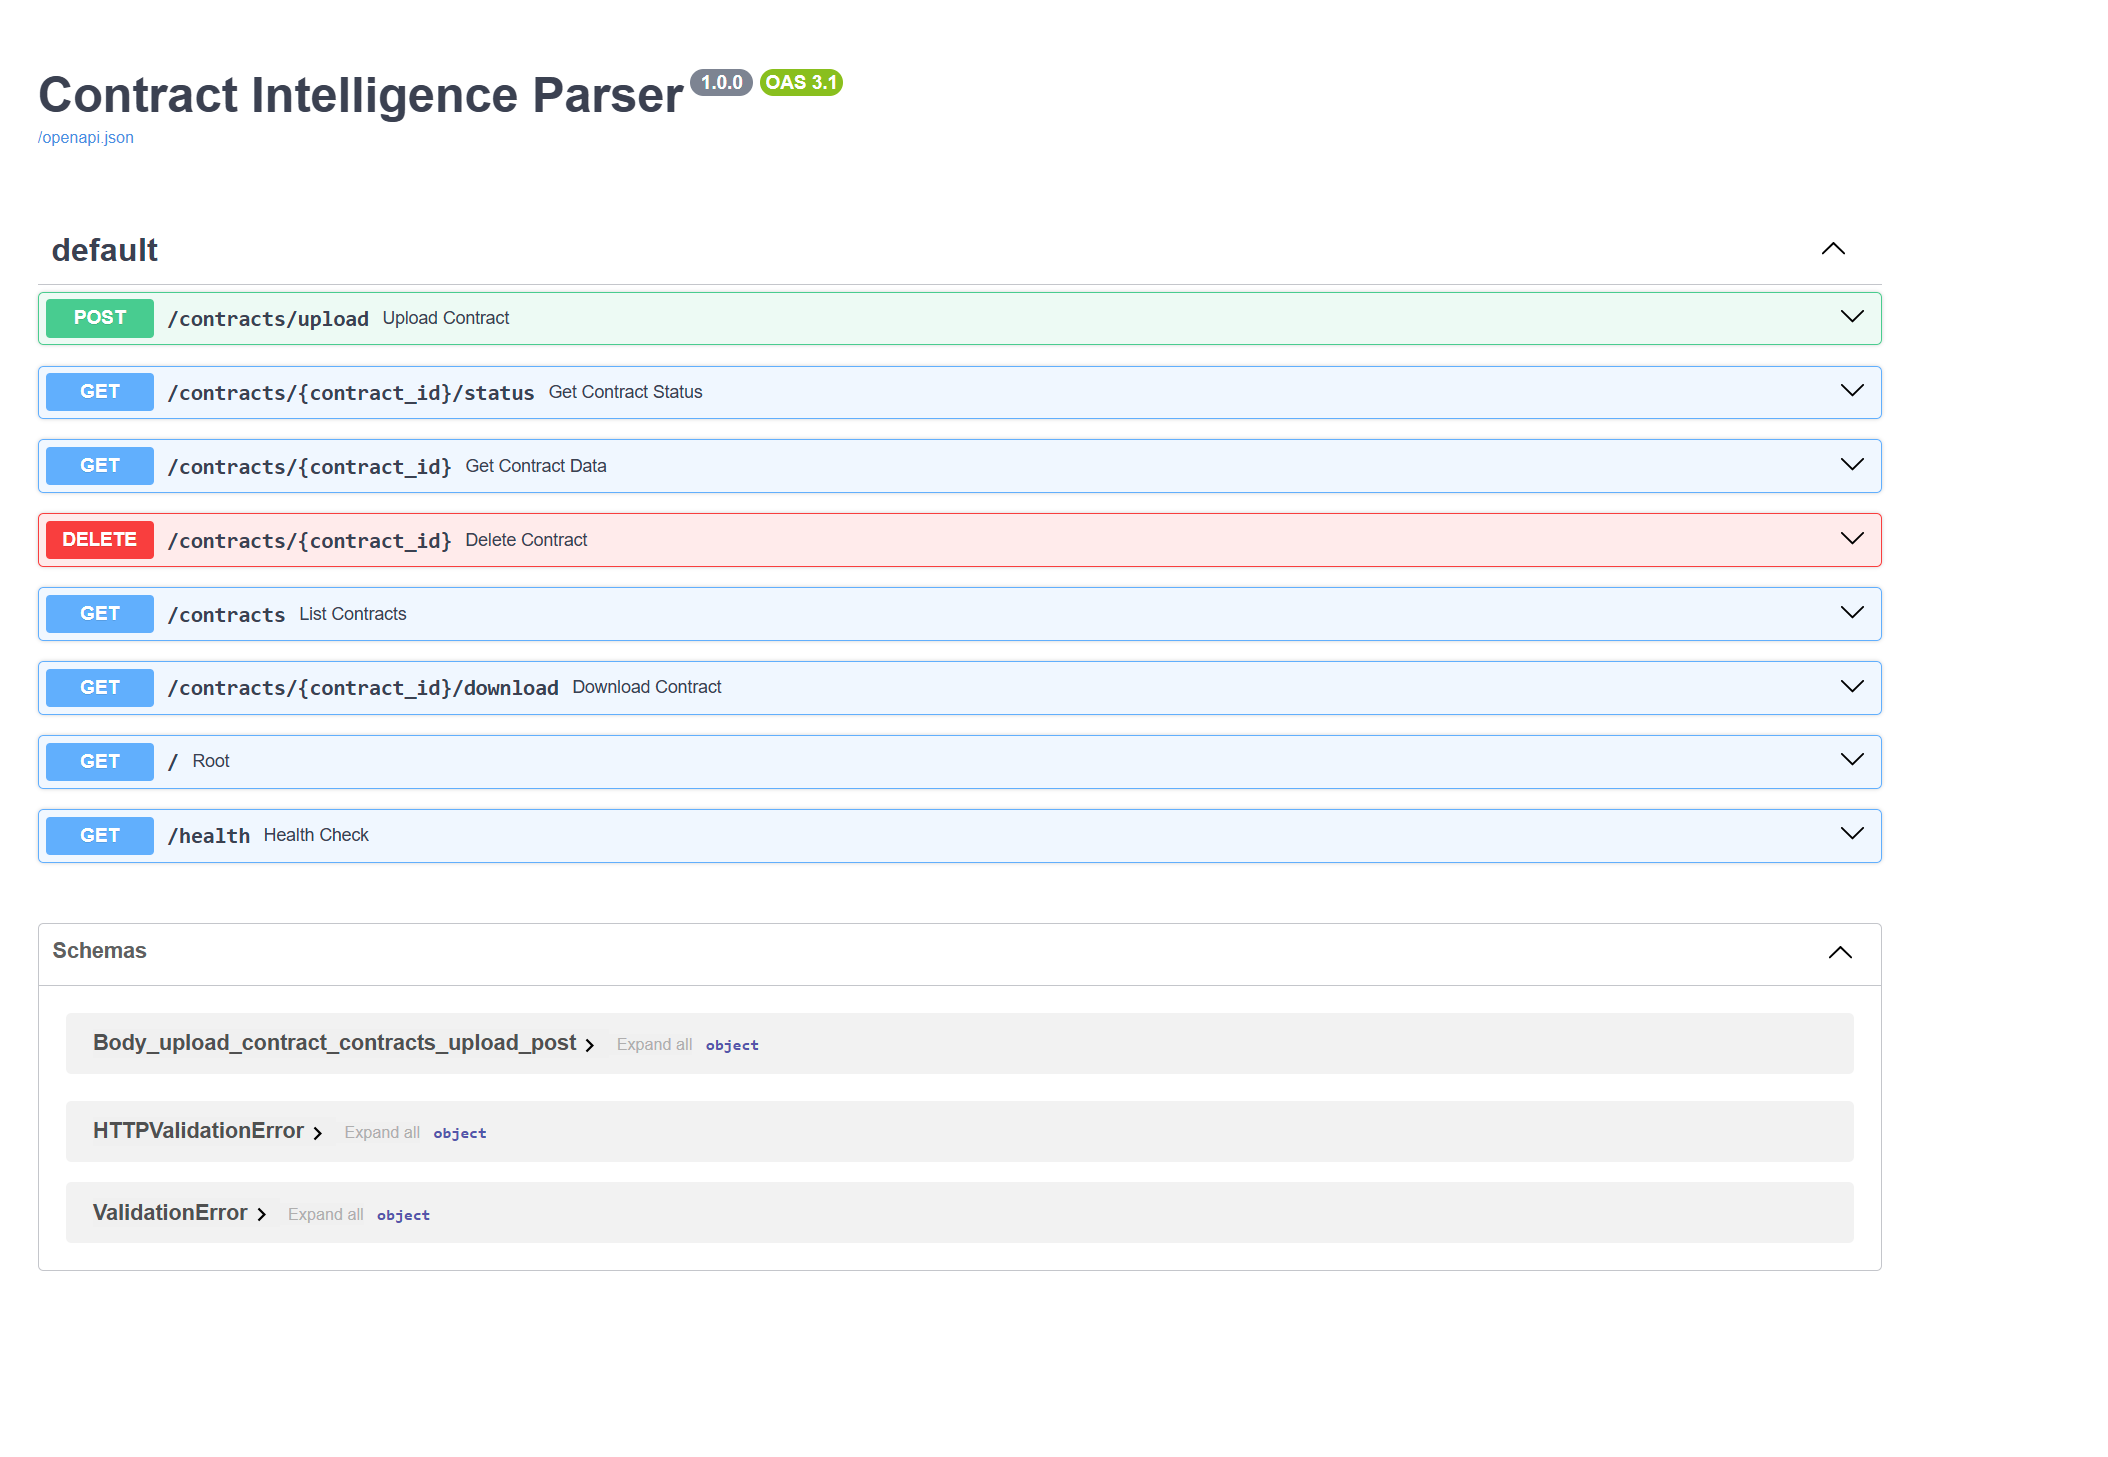 Contract Intelligence Parser 1.0.0 OAS 3.1
/openapi.json
default
POST /contracts/upload Upload Contract
GET /contracts/{contract_id}/status Get Contract Status
GET /contracts/{contract_id} Get Contract Data
DELETE /contracts/{contract_id} Delete Contract
GET /contracts List Contracts
GET /contracts/{contract_id}/download Download Contract
GET / Root
GET /health Health Check
Schemas
Body_upload_contract_contracts_upload_post Expand all object
HTTPValidationError Expand all object
ValidationError Expand all object